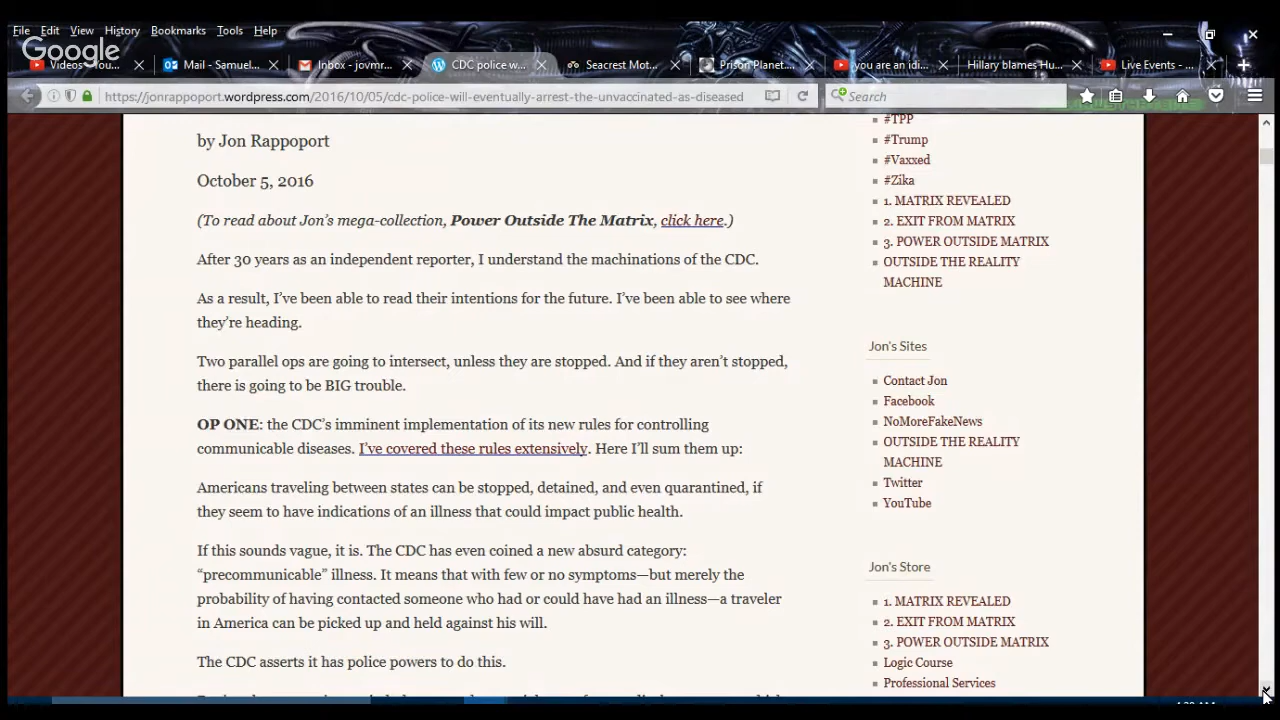 File Edit View History Bookmarks Tools Help
Google
Mail - Samuel...
Inbox - jovmr...
CDC police w...
Seacrest Mot...
Prison Planet....
you are an idi...
Hillary blames Hu...
Live Events - ...
https://jonrappoport.wordpress.com/2016/10/05/cdc-police-will-eventually-arrest-the-unvaccinated-as-diseased
Search
by Jon Rappoport
October 5, 2016
(To read about Jon's mega-collection, Power Outside The Matrix, click here.)
After 30 years as an independent reporter, I understand the machinations of the CDC.
As a result, I've been able to read their intentions for the future. I've been able to see where
they're heading.
Two parallel ops are going to intersect, unless they are stopped. And if they aren't stopped,
there is going to be BIG trouble.
OP ONE: the CDC's imminent implementation of its new rules for controlling
communicable diseases. I've covered these rules extensively. Here I'll sum them up:
Americans traveling between states can be stopped, detained, and even quarantined, if
they seem to have indications of an illness that could impact public health.
If this sounds vague, it is. The CDC has even coined a new absurd category:
“precommunicable” illness. It means that with few or no symptoms—but merely the
probability of having contacted someone who had or could have had an illness—a traveler
in America can be picked up and held against his will.
The CDC asserts it has police powers to do this.
#TPP
#Trump
#Vaxxed
#Zika
1. MATRIX REVEALED
2. EXIT FROM MATRIX
3. POWER OUTSIDE MATRIX
OUTSIDE THE REALITY
MACHINE
Jon's Sites
Contact Jon
Facebook
NoMoreFakeNews
OUTSIDE THE REALITY
MACHINE
Twitter
YouTube
Jon's Store
1. MATRIX REVEALED
2. EXIT FROM MATRIX
3. POWER OUTSIDE MATRIX
Logic Course
Professional Services